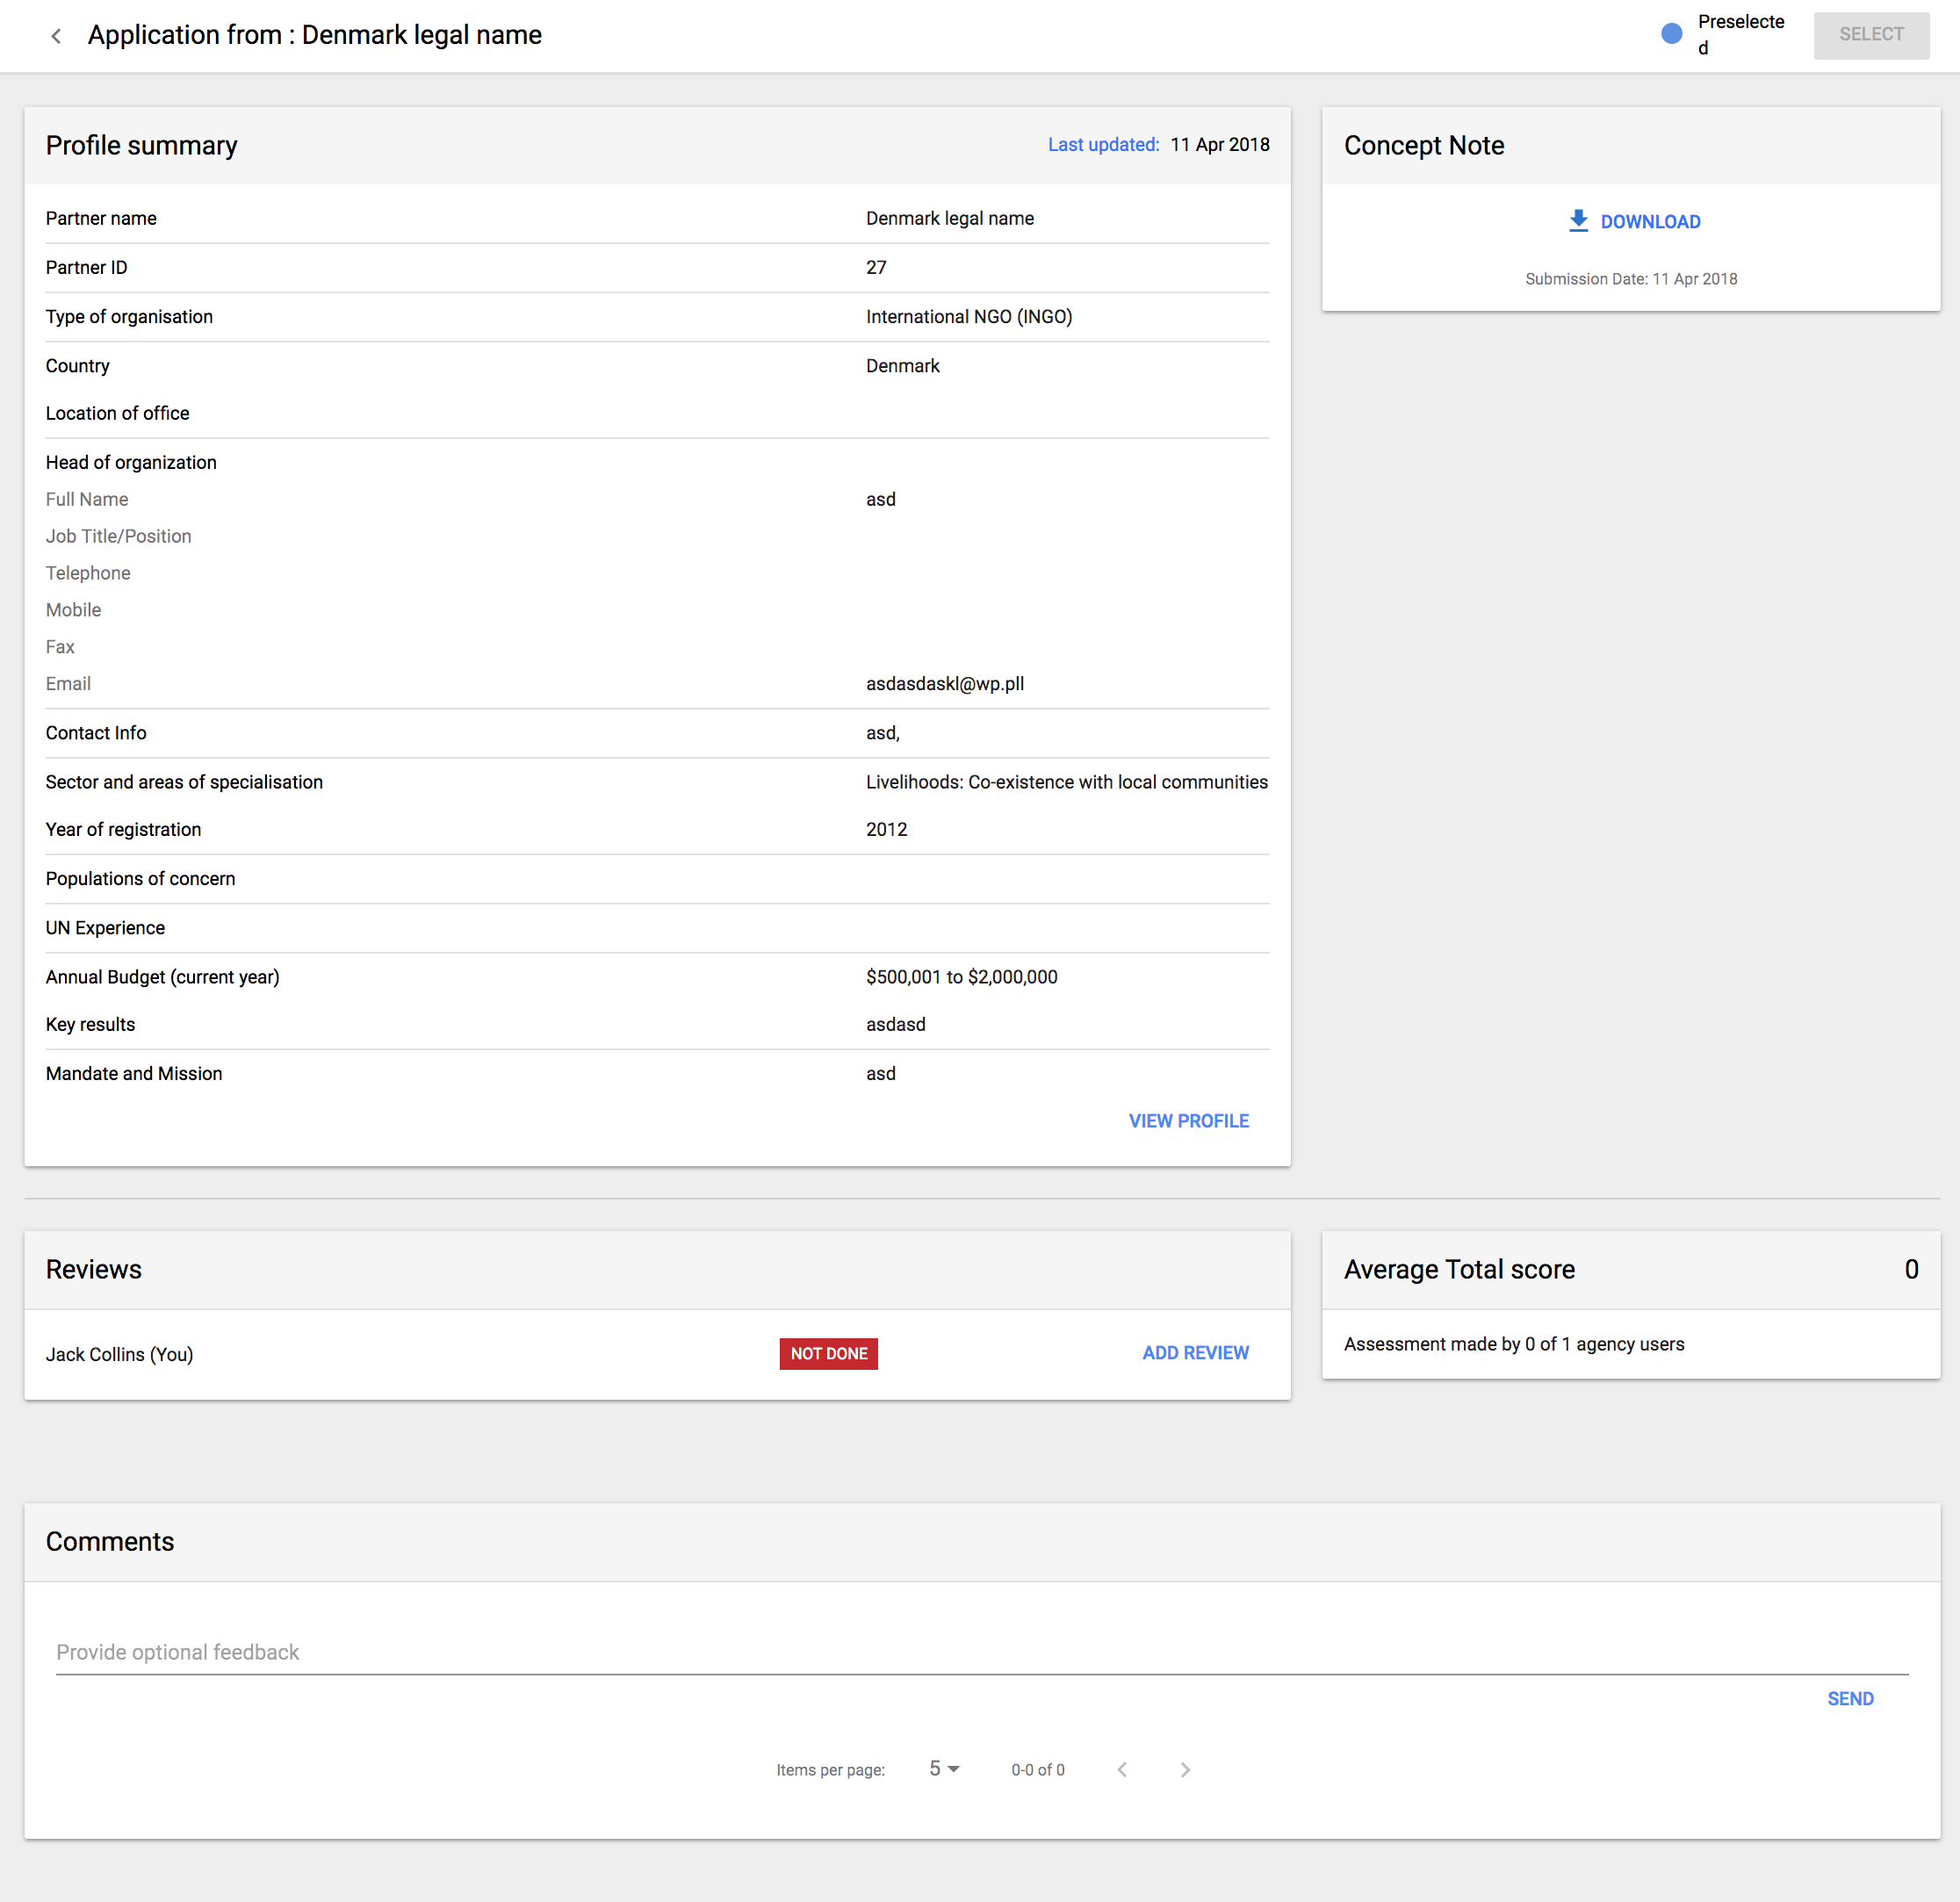 Application from : Denmark legal name
Preselecte
d
SELECT
Profile summary
Last updated: 11 Apr 2018
Partner name Denmark legal name
Partner ID 27
Type of organisation International NGO (INGO)
Country Denmark
Location of office
Head of organization
Full Name asd
Job Title/Position
Telephone
Mobile
Fax
Email asdasdaskl@wp.pll
Contact Info asd,
Sector and areas of specialisation Livelihoods: Co-existence with local communities
Year of registration 2012
Populations of concern
UN Experience
Annual Budget (current year) $500,001 to $2,000,000
Key results asdasd
Mandate and Mission asd
VIEW PROFILE
Concept Note
DOWNLOAD
Submission Date: 11 Apr 2018
Reviews
Jack Collins (You) NOT DONE ADD REVIEW
Average Total score 0
Assessment made by 0 of 1 agency users
Comments
Provide optional feedback
SEND
Items per page: 5 0-0 of 0